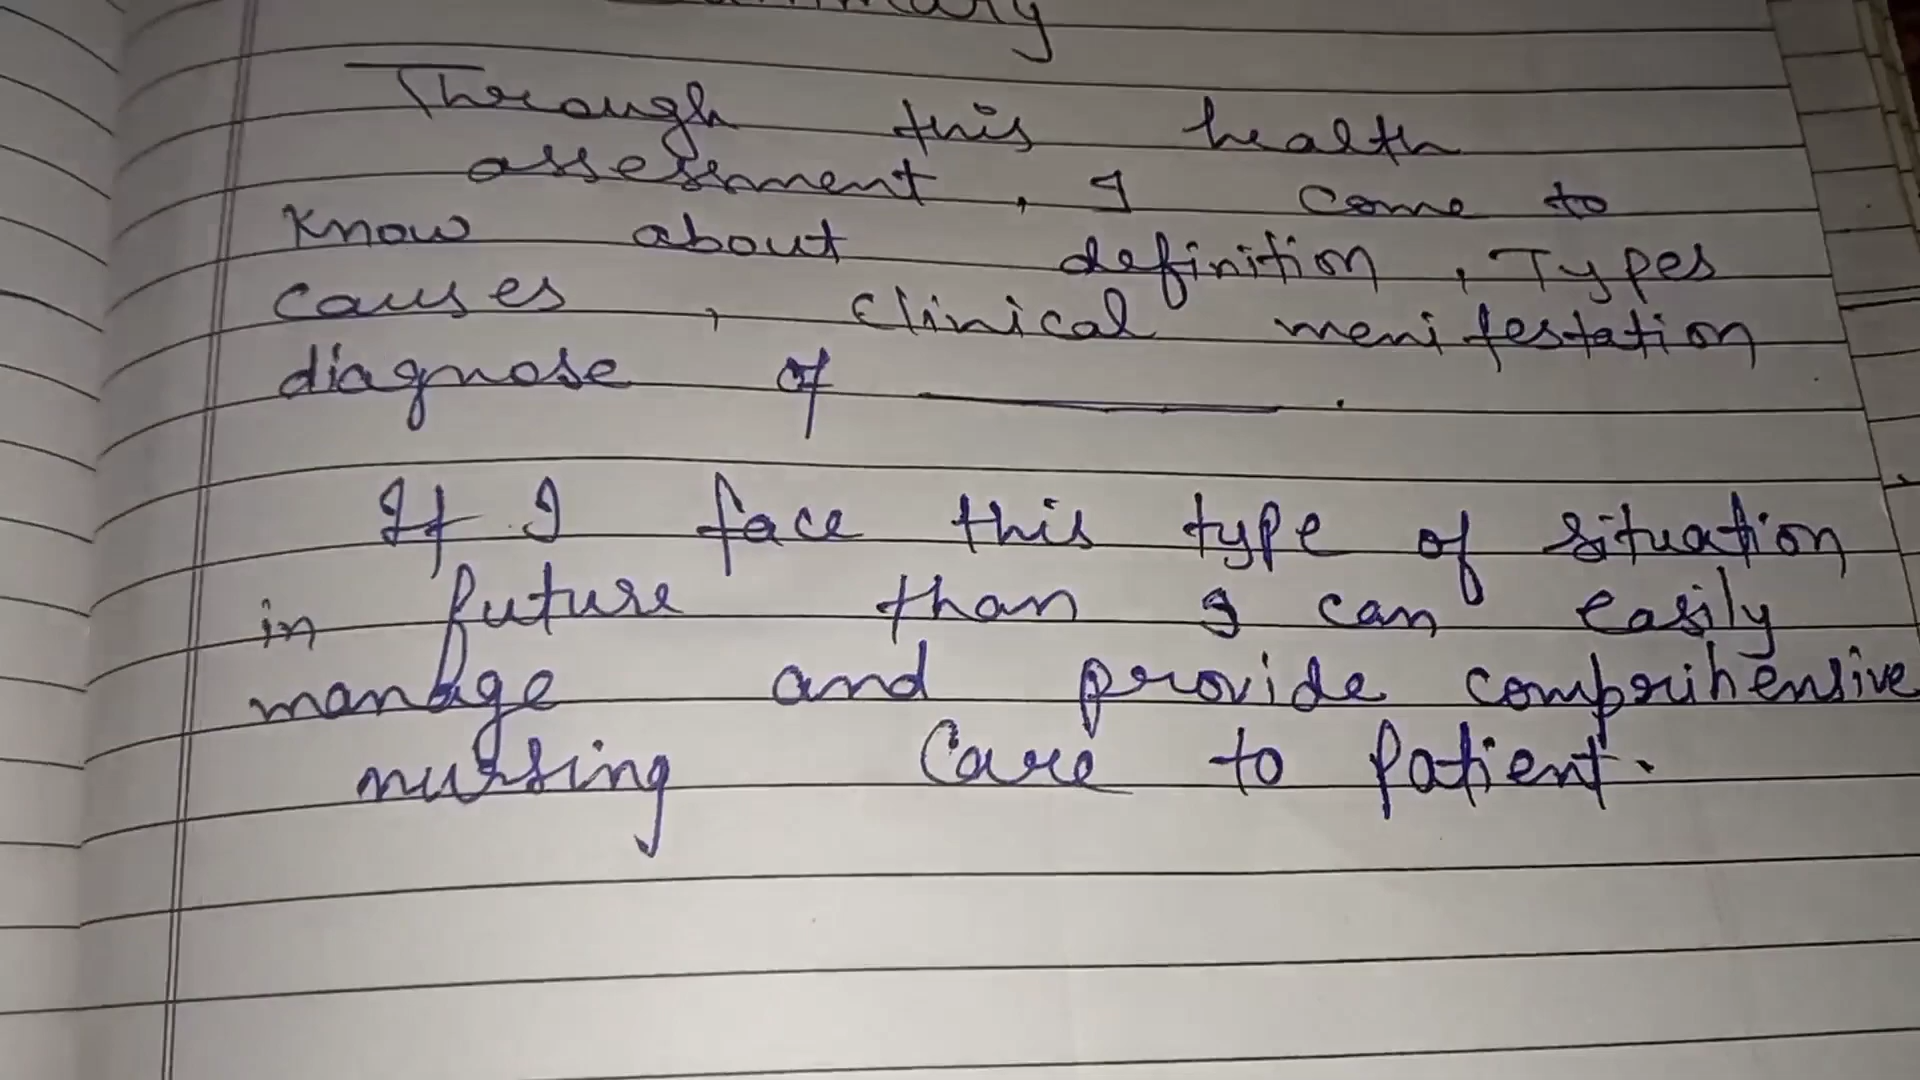 Through this health
assessment, I come to
know about definition, Types
causes, clinical menifestation
diagnose of ______.
If I face this type of situation
in future than I can easily
manage and provide comprihensive
nursing Care to Patient.